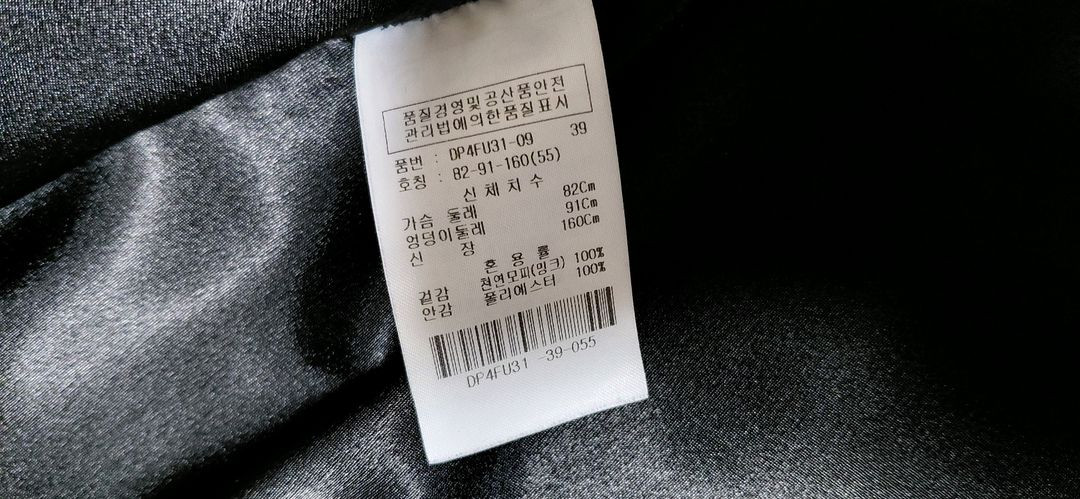 품질경영및공산품안전
관리법에의한품질표시
품번 : DP4FU31-09 39
호칭 : 82-91-160(55)
신 체 치 수
가슴 둘레 82Cm
엉덩이둘레 91Cm
신 장 160Cm
혼 용 률
겉감 천연모피(밍크) 100%
안감 폴리에스터 100%
DP4FU31 -39-055